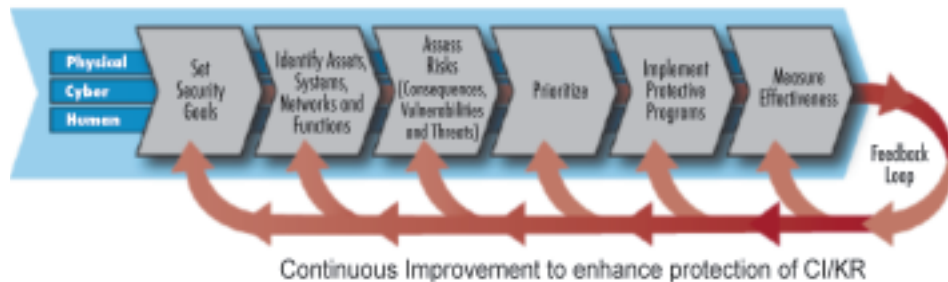 Physical
Cyber
Human
Set
Security
Goals
Identify Assets,
Systems,
Networks and
Functions
Assess
Risks
(Consequences,
Vulnerabilities
and Threats)
Prioritize
Implement
Protective
Programs
Measure
Effectiveness
Feedback
Loop
Continuous Improvement to enhance protection of CI/KR